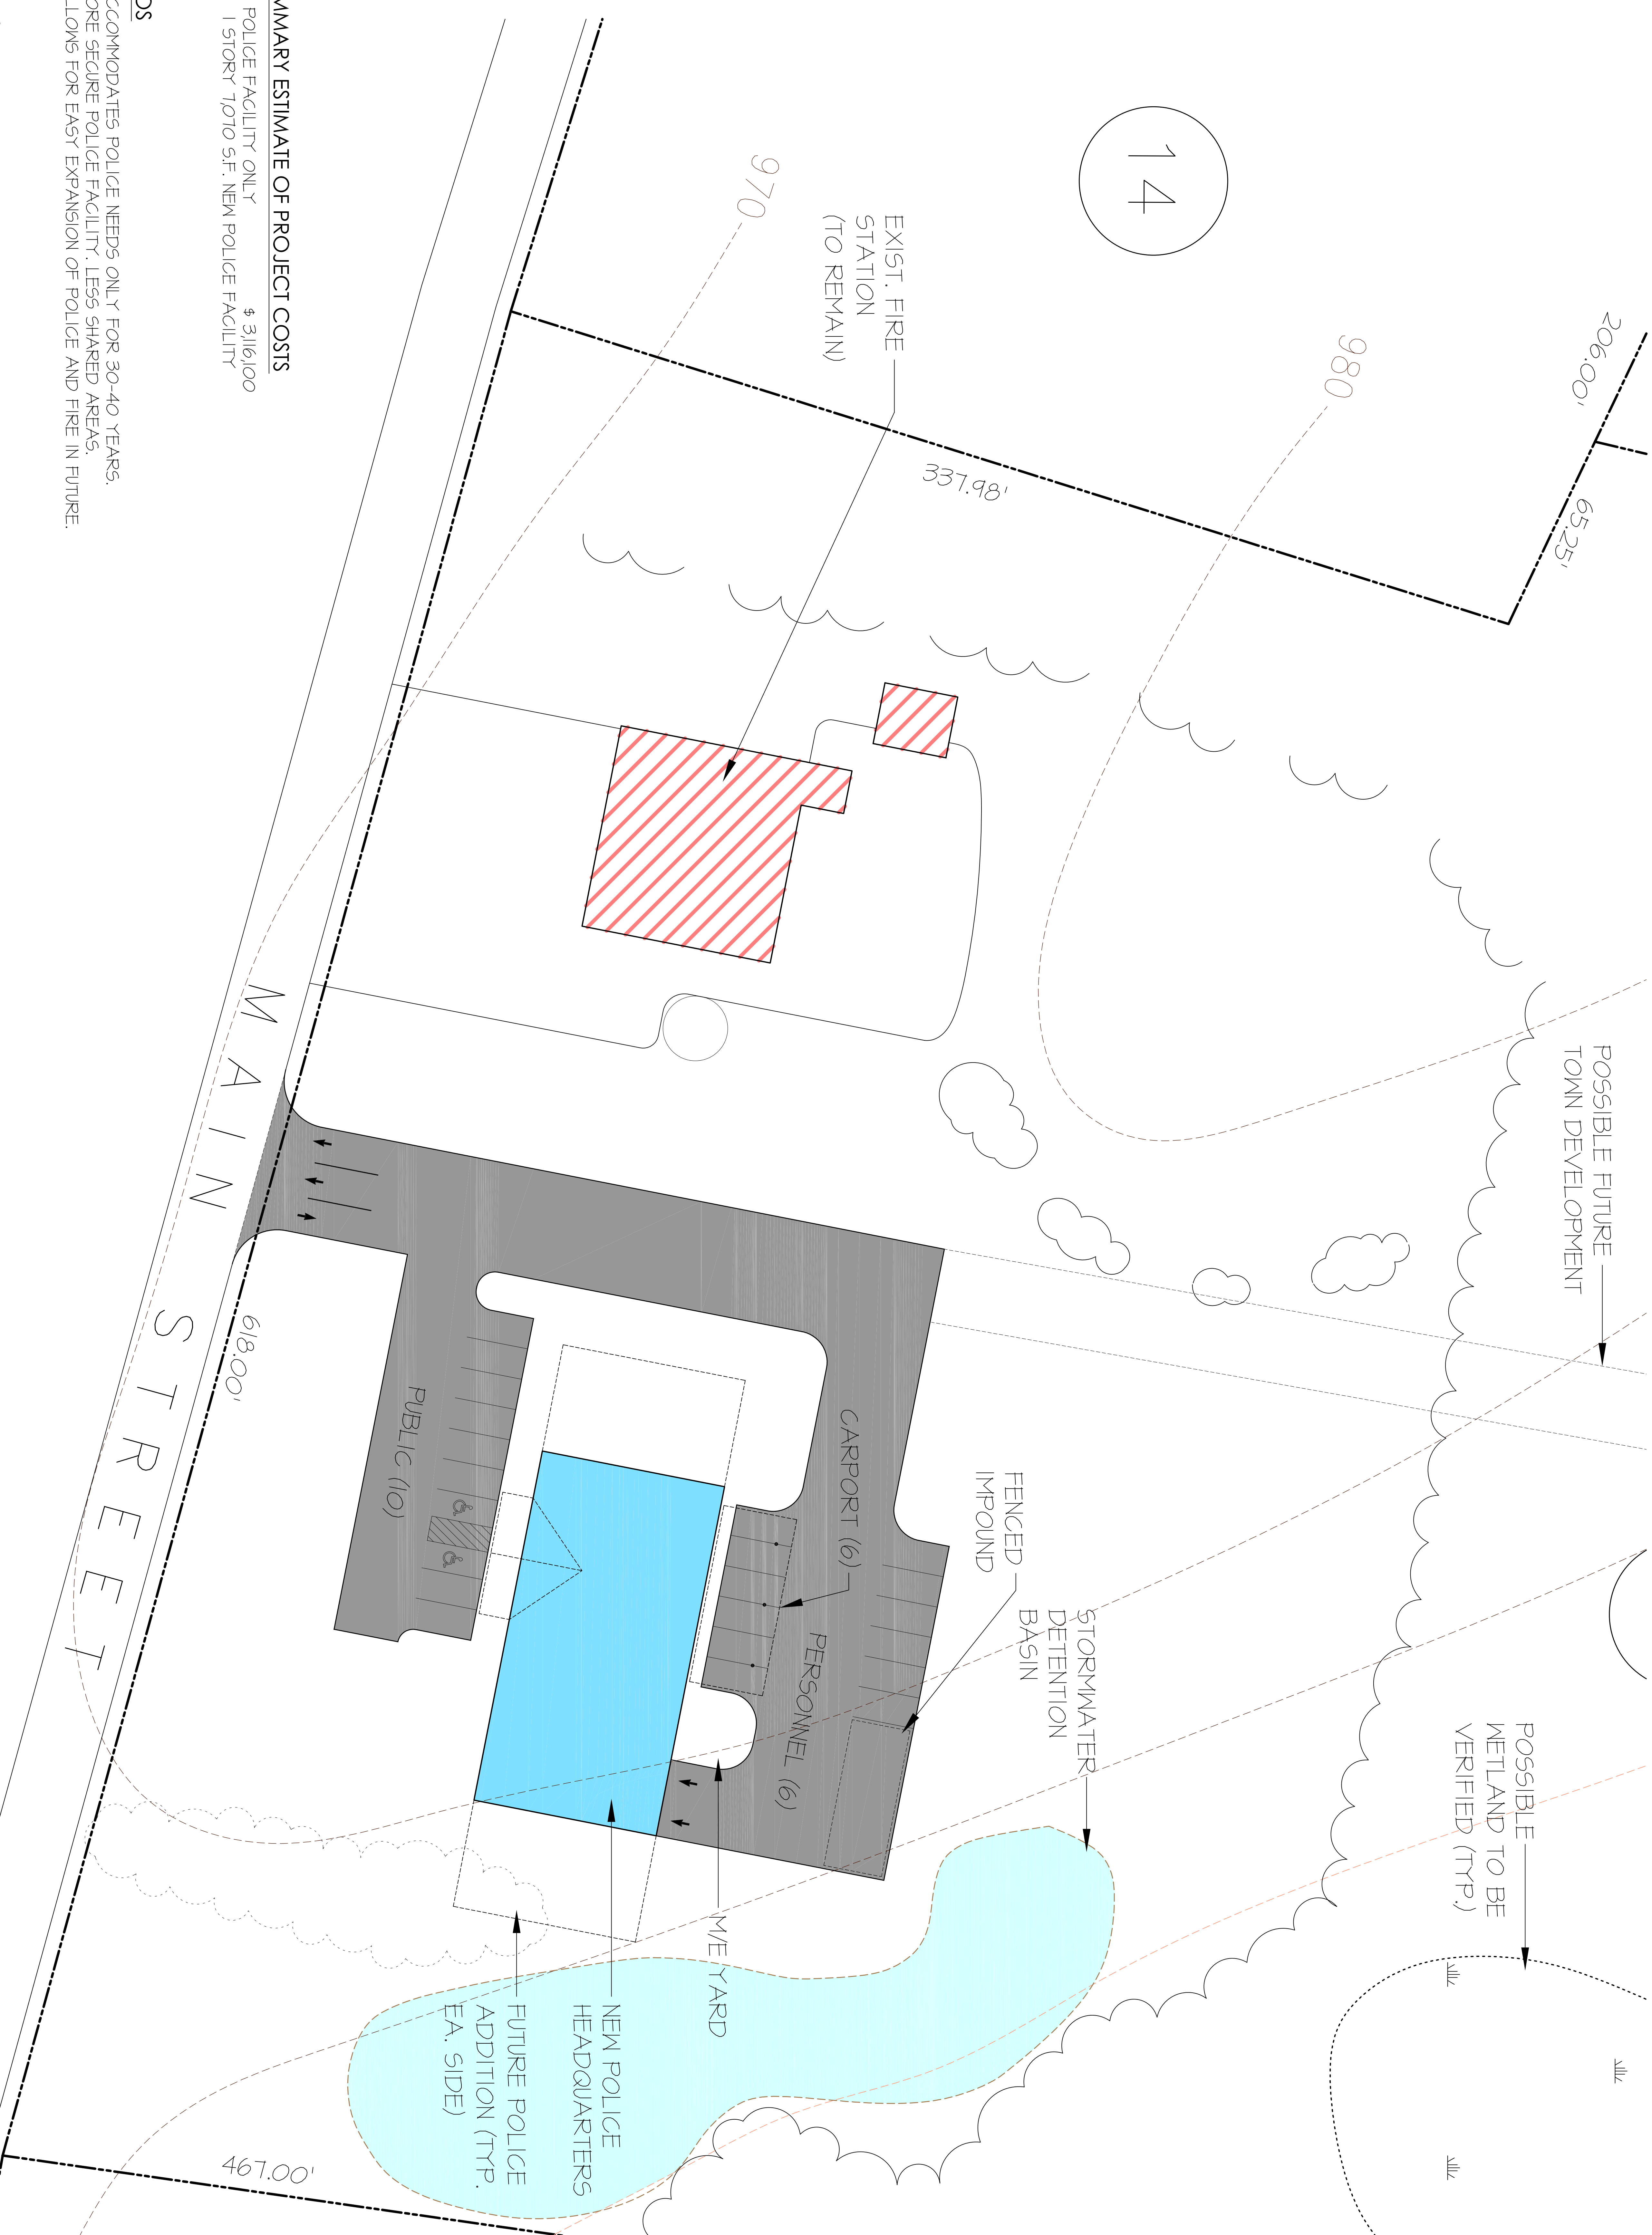 206.00'
65.25'
POSSIBLE FUTURE
TOWN DEVELOPMENT
POSSIBLE
WETLAND TO BE
VERIFIED (TYP.)
14
980
970
337.98'
EXIST. FIRE
STATION
(TO REMAIN)
STORMWATER
DETENTION
BASIN
FENCED
IMPOUND
CARPORT (6)
PERSONNEL (6)
M/E YARD
NEW POLICE
HEADQUARTERS
FUTURE POLICE
ADDITION (TYP.
EA. SIDE)
PUBLIC (10)
618.00'
467.00'
MAIN STREET
MMARY ESTIMATE OF PROJECT COSTS
POLICE FACILITY ONLY $ 3,116,100
1 STORY 7,070 S.F. NEW POLICE FACILITY
OS
CCOMMODATES POLICE NEEDS ONLY FOR 30-40 YEARS.
ORE SECURE POLICE FACILITY. LESS SHARED AREAS.
LLOWS FOR EASY EXPANSION OF POLICE AND FIRE IN FUTURE.